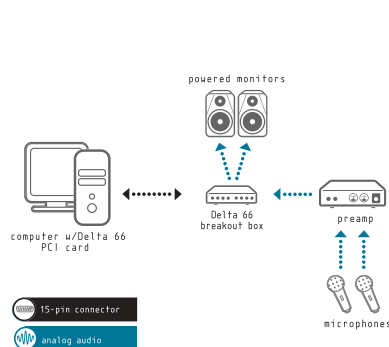 powered monitors
Delta 66
breakout box
preamp
computer w/Delta 66
PCI card
microphones
15-pin connector
analog audio